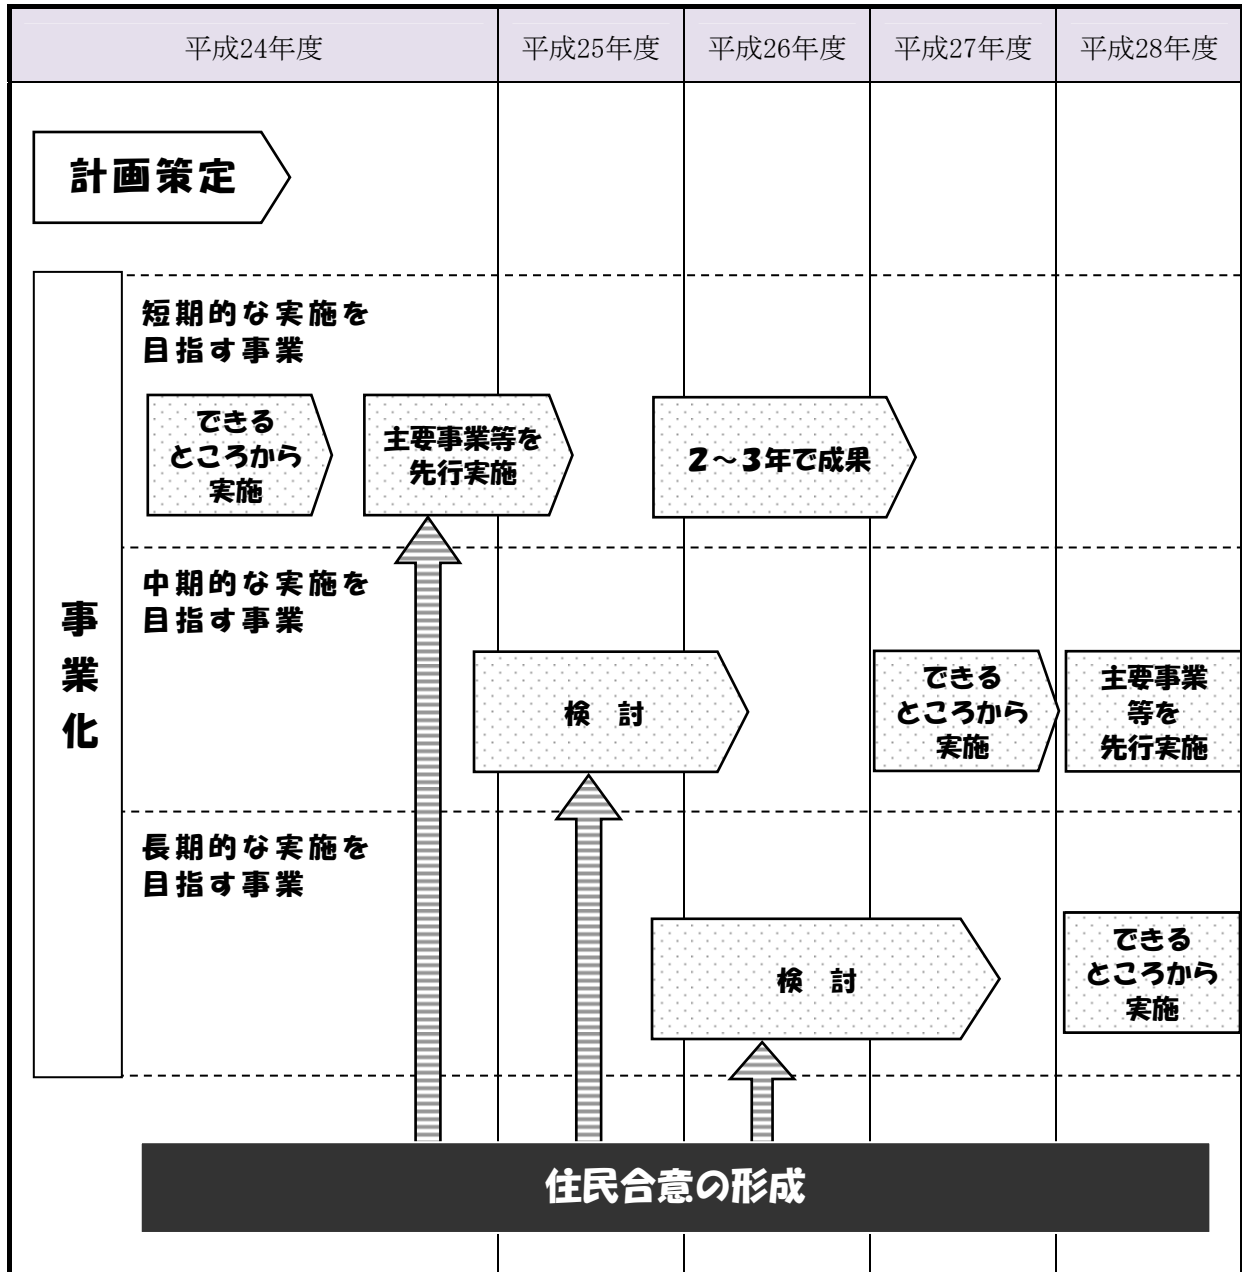 平成24年度
平成25年度
平成26年度
平成27年度
平成28年度
計画策定
事業化
短期的な実施を
目指す事業
できる
ところから
実施
主要事業等を
先行実施
２～３年で成果
中期的な実施を
目指す事業
検　討
できる
ところから
実施
主要事業
等を
先行実施
長期的な実施を
目指す事業
検　討
できる
ところから
実施
住民合意の形成